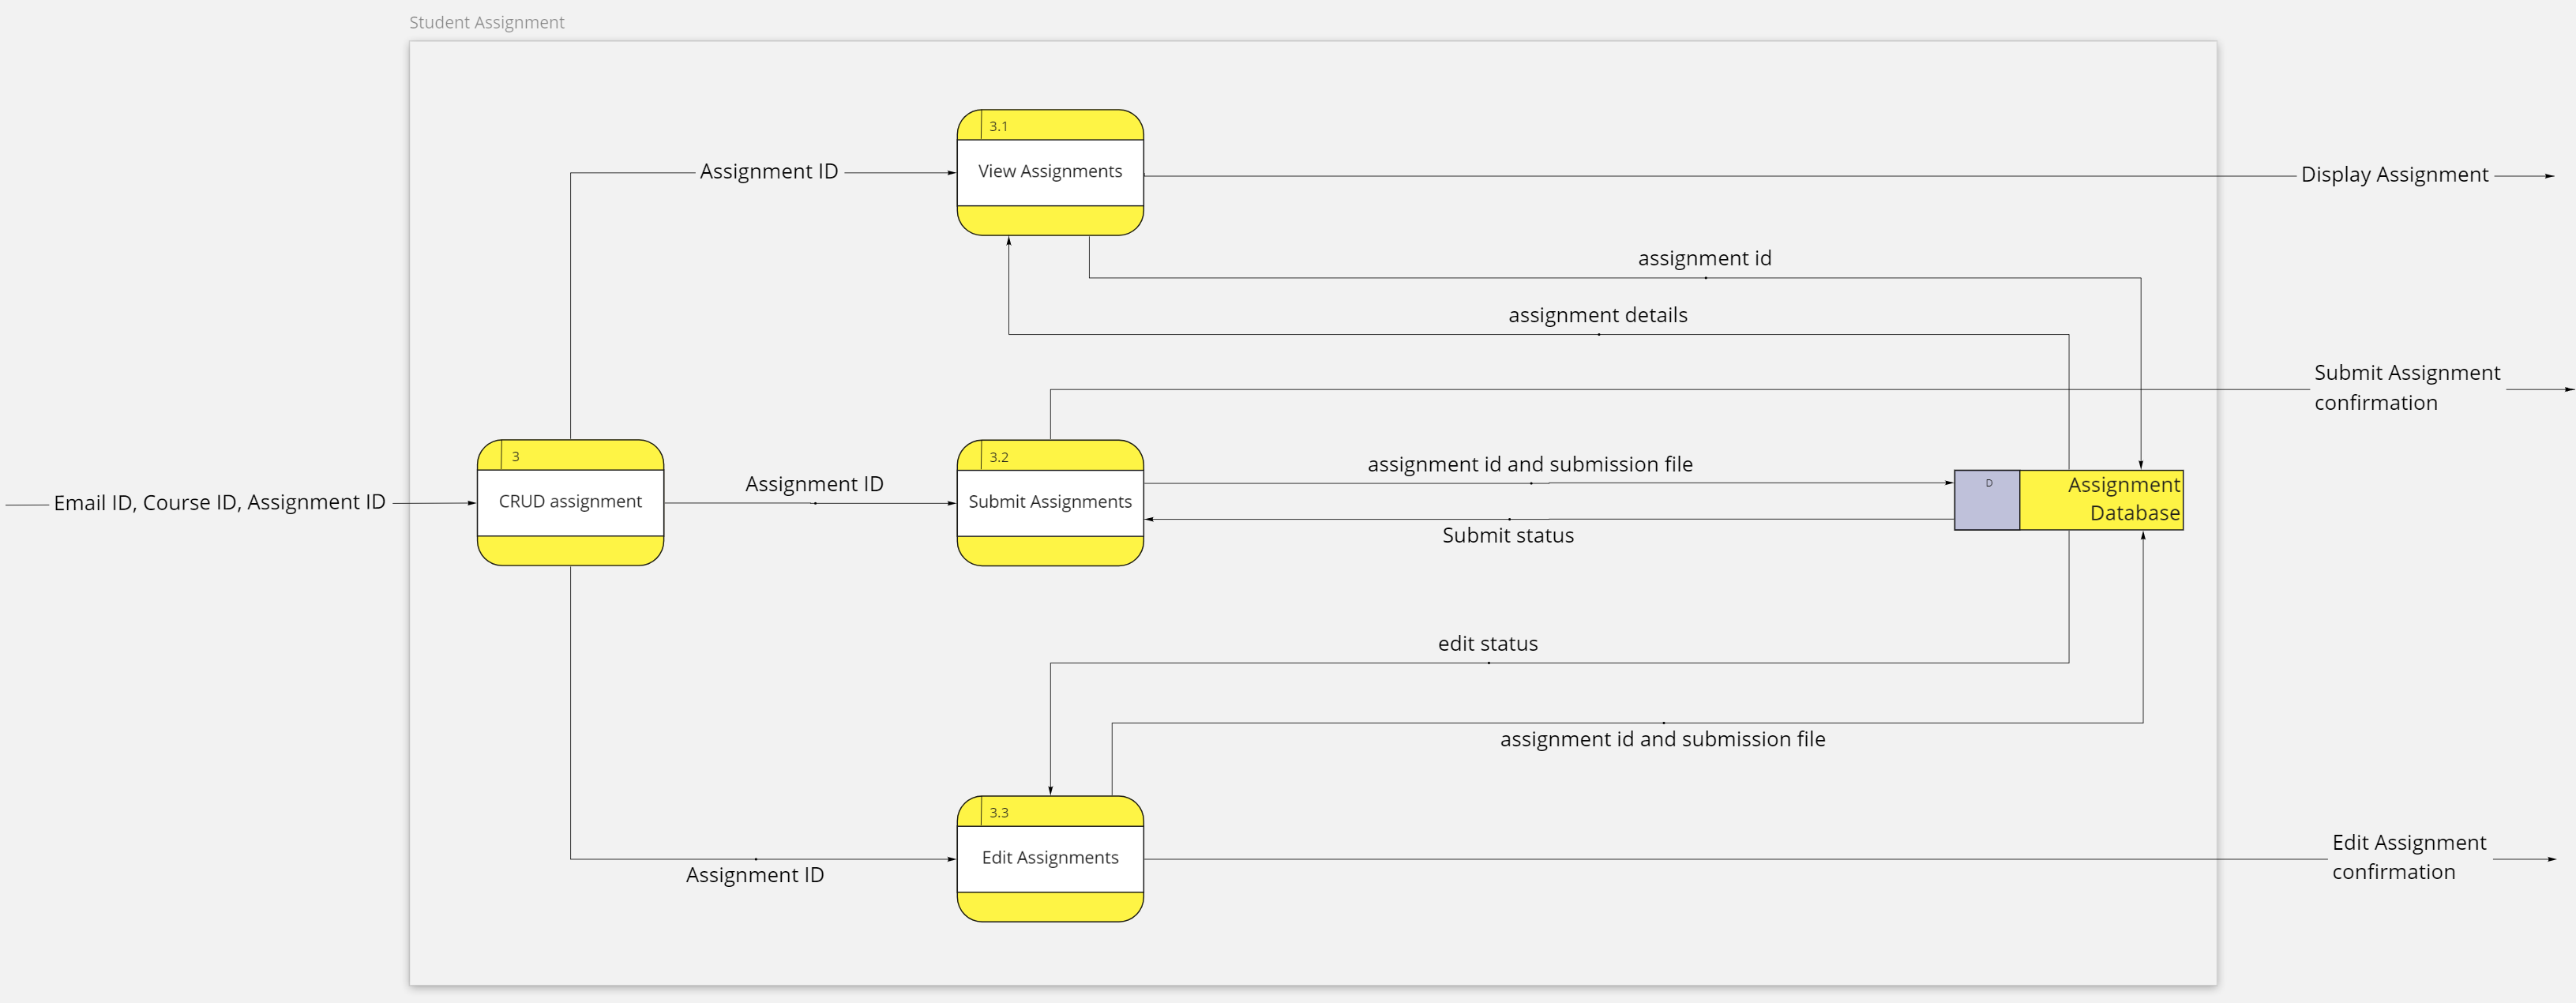 Student Assignment
3.1
View Assignments
Assignment ID
Display Assignment
assignment id
assignment details
Submit Assignment
confirmation
3
CRUD assignment
Email ID, Course ID, Assignment ID
Assignment ID
3.2
Submit Assignments
assignment id and submission file
Submit status
D
Assignment
Database
edit status
assignment id and submission file
3.3
Edit Assignments
Assignment ID
Edit Assignment
confirmation